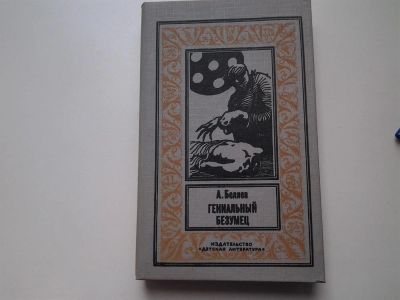 А. Беляев
ГЕНИАЛЬНЫЙ
БЕЗУМЕЦ
ИЗДАТЕЛЬСТВО
«ДЕТСКАЯ ЛИТЕРАТУРА»